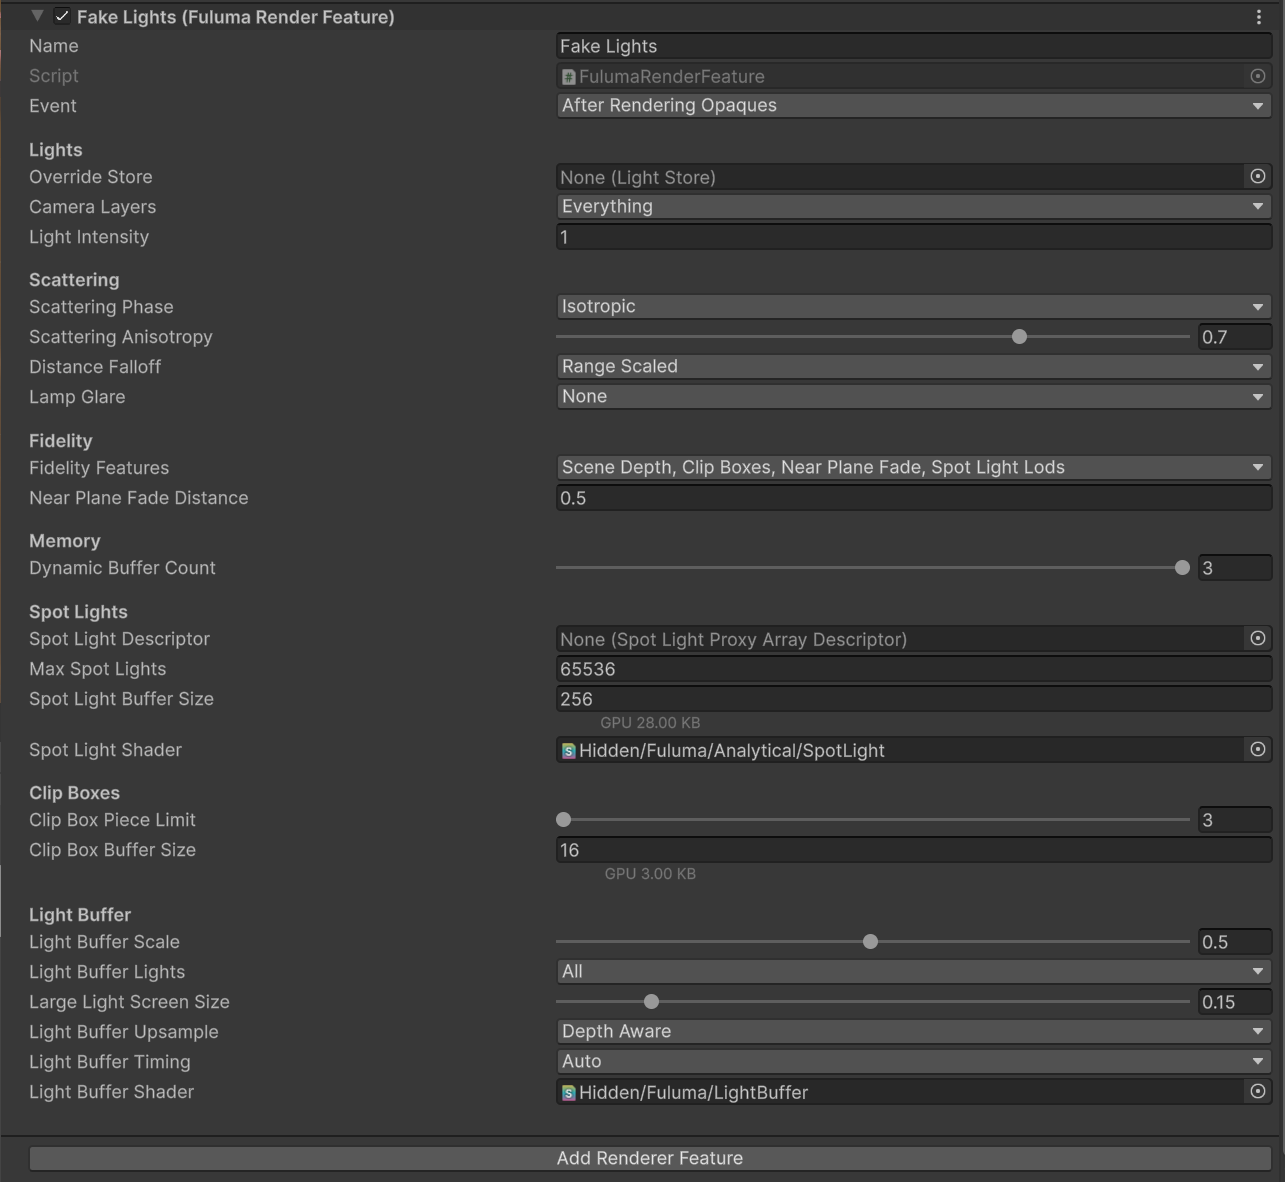 Fake Lights (Fuluma Render Feature)
Name Fake Lights
Script FulumaRenderFeature
Event After Rendering Opaques
Lights
Override Store None (Light Store)
Camera Layers Everything
Light Intensity 1
Scattering
Scattering Phase Isotropic
Scattering Anisotropy 0.7
Distance Falloff Range Scaled
Lamp Glare None
Fidelity
Fidelity Features Scene Depth, Clip Boxes, Near Plane Fade, Spot Light Lods
Near Plane Fade Distance 0.5
Memory
Dynamic Buffer Count 3
Spot Lights
Spot Light Descriptor None (Spot Light Proxy Array Descriptor)
Max Spot Lights 65536
Spot Light Buffer Size 256
GPU 28.00 KB
Spot Light Shader Hidden/Fuluma/Analytical/SpotLight
Clip Boxes
Clip Box Piece Limit 3
Clip Box Buffer Size 16
GPU 3.00 KB
Light Buffer
Light Buffer Scale 0.5
Light Buffer Lights All
Large Light Screen Size 0.15
Light Buffer Upsample Depth Aware
Light Buffer Timing Auto
Light Buffer Shader Hidden/Fuluma/LightBuffer
Add Renderer Feature